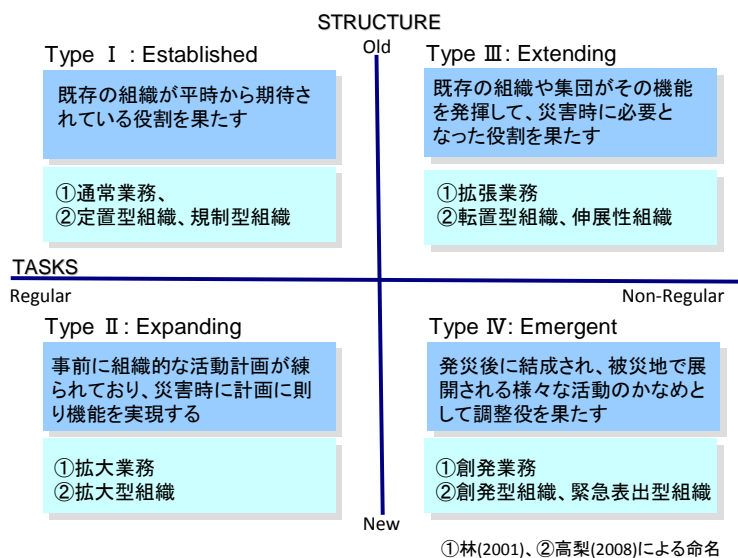 STRUCTURE
Old
Type Ⅰ : Established
既存の組織が平時から期待さ
れている役割を果たす
①通常業務、
②定置型組織、規制型組織
Type Ⅲ: Extending
既存の組織や集団がその機能
を発揮して、災害時に必要と
なった役割を果たす
①拡張業務
②転置型組織、伸展性組織
TASKS
Regular
Non-Regular
Type Ⅱ: Expanding
事前に組織的な活動計画が練
られており、災害時に計画に則
り機能を実現する
①拡大業務
②拡大型組織
Type Ⅳ: Emergent
発災後に結成され、被災地で展
開される様々な活動のかなめと
して調整役を果たす
①創発業務
②創発型組織、緊急表出型組織
New
①林(2001)、②高梨(2008)による命名